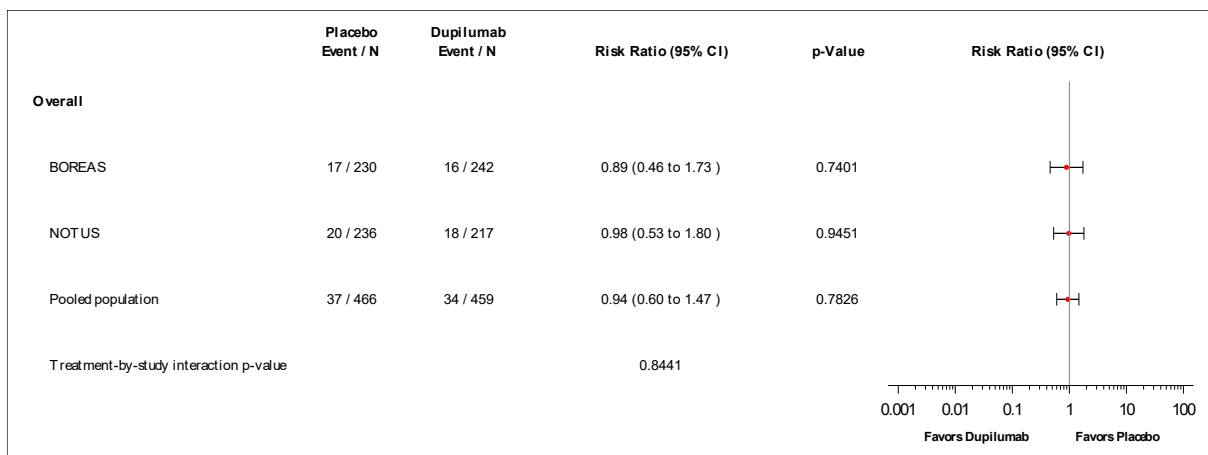 Placebo Dupilumab
Event / N Event / N Risk Ratio (95% CI) p-Value Risk Ratio (95% CI)
Overall
BOREAS 17 / 230 16 / 242 0.89 (0.46 to 1.73 ) 0.7401
NOTUS 20 / 236 18 / 217 0.98 (0.53 to 1.80 ) 0.9451
Pooled population 37 / 466 34 / 459 0.94 (0.60 to 1.47 ) 0.7826
Treatment-by-study interaction p-value 0.8441
0.001 0.01 0.1 1 10 100
Favors Dupilumab Favors Placebo